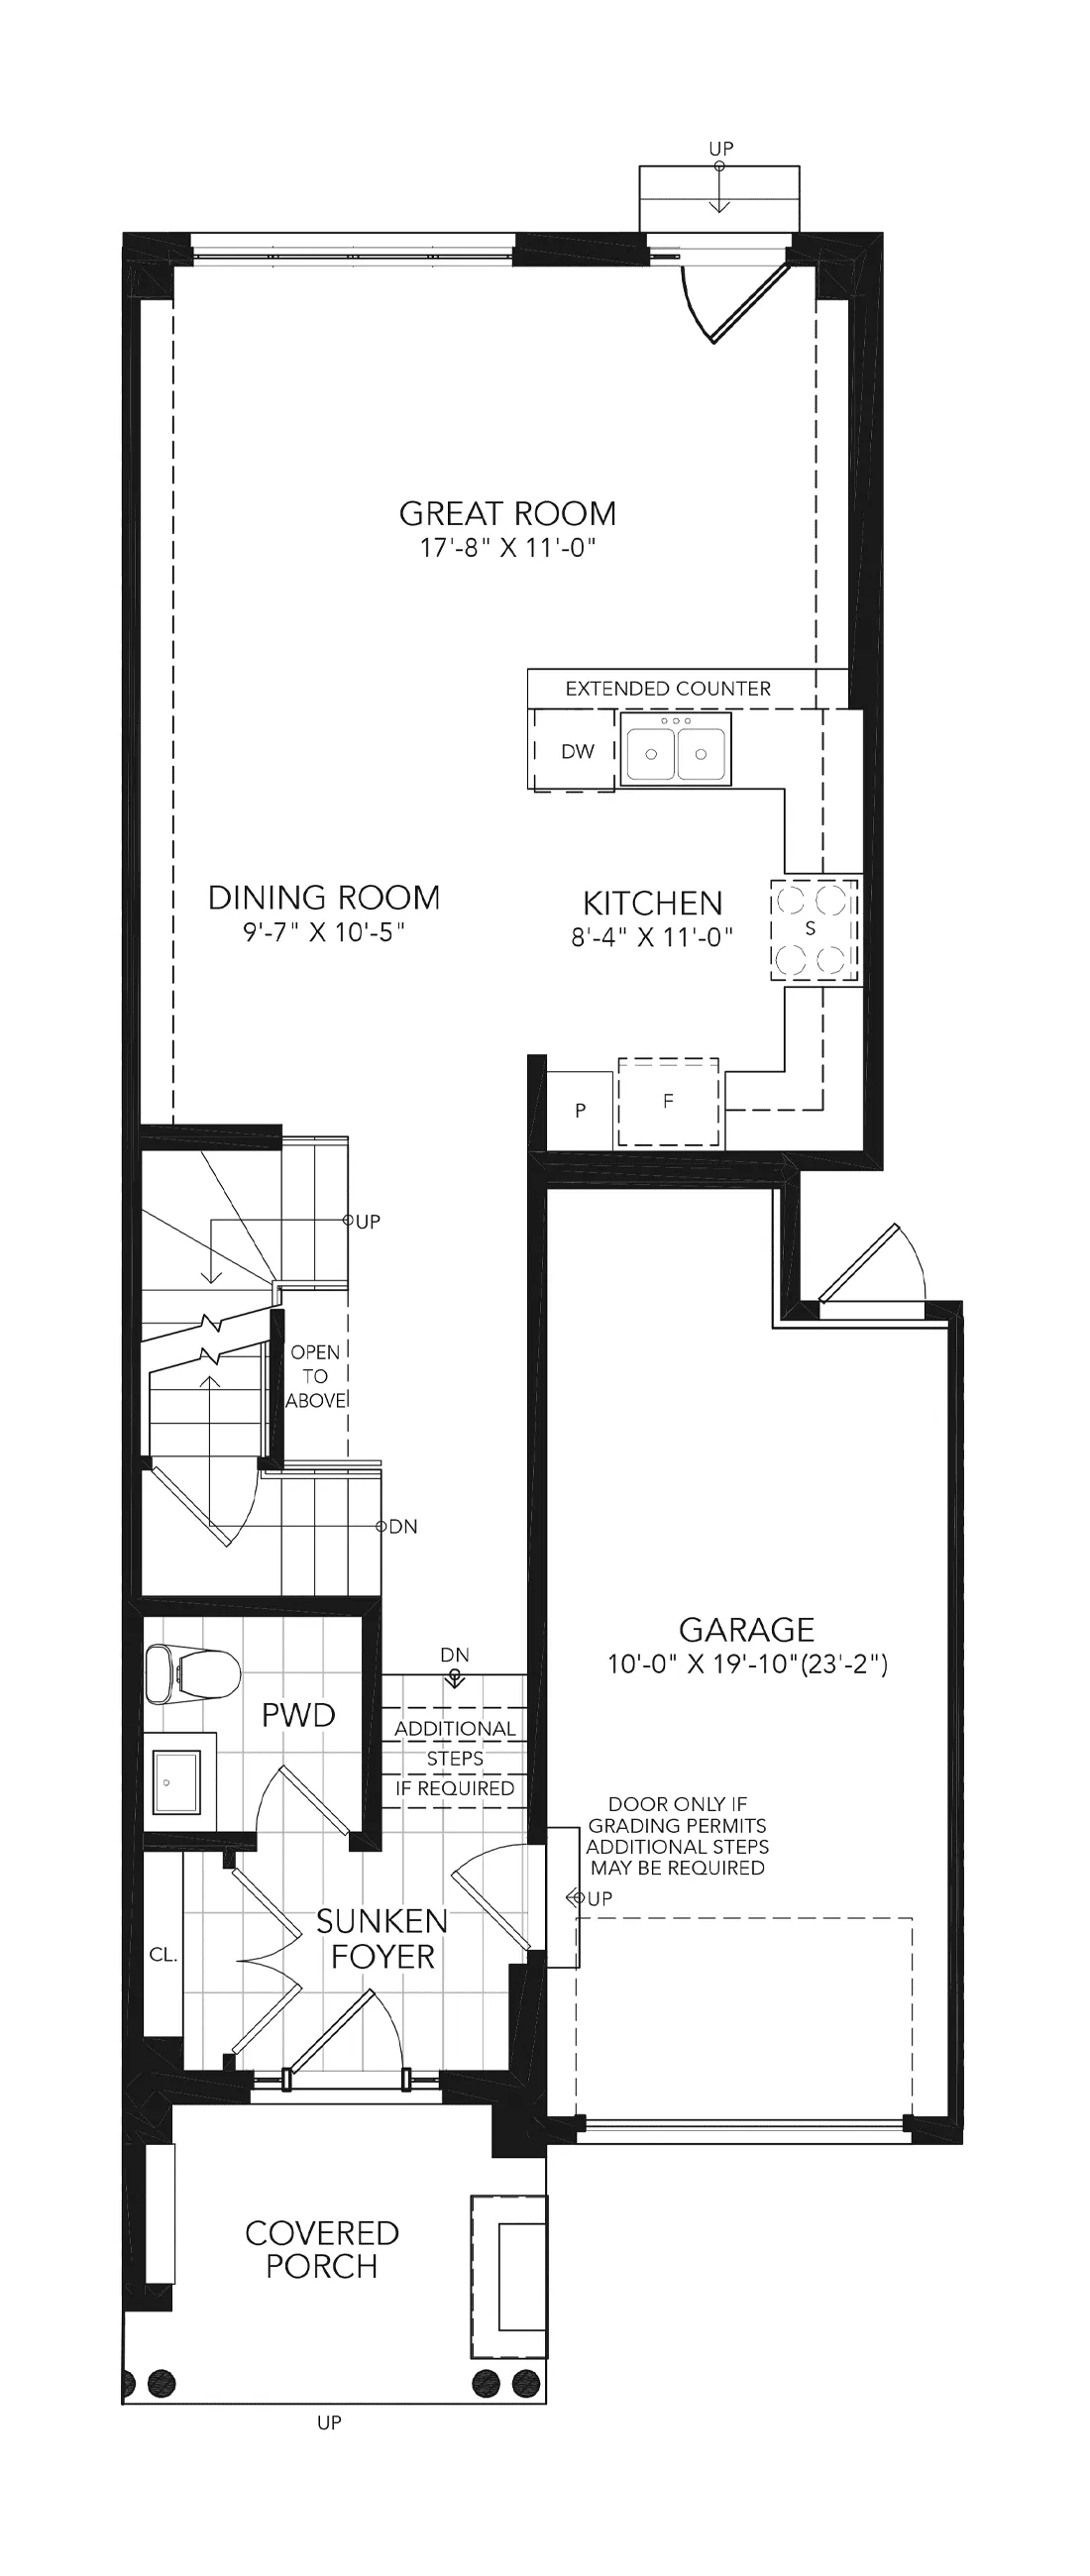 UP
GREAT ROOM
17'-8" X 11'-0"
EXTENDED COUNTER
DW
DINING ROOM
9'-7" X 10'-5"
KITCHEN
8'-4" X 11'-0"
S
P
F
UP
OPEN
TO
ABOVE
DN
GARAGE
10'-0" X 19'-10"(23'-2")
DN
PWD
ADDITIONAL
STEPS
IF REQUIRED
DOOR ONLY IF
GRADING PERMITS
ADDITIONAL STEPS
MAY BE REQUIRED
UP
SUNKEN
FOYER
CL.
COVERED
PORCH
UP